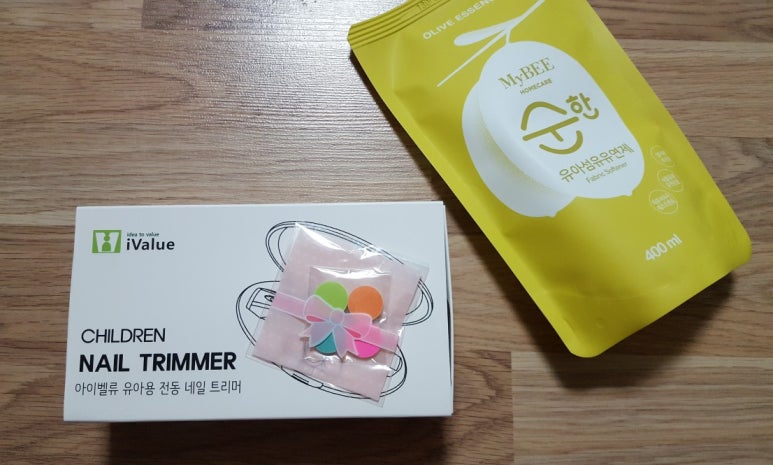 OLIVE ESSEN
MyBEE
HOMECARE
순한
유아섬유유연제
Fabric Softener
400 ml
idea to value
iValue
CHILDREN
NAIL TRIMMER
아이벨류 유아용 전동 네일 트리머